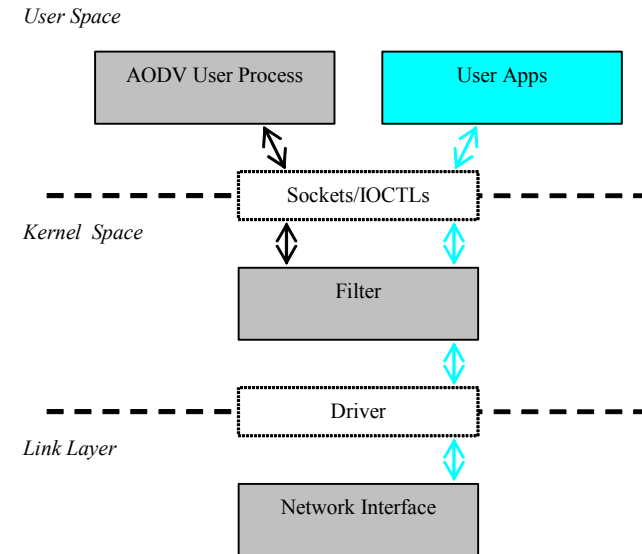 User Space
AODV User Process
User Apps
Sockets/IOCTLs
Kernel Space
Filter
Driver
Link Layer
Network Interface